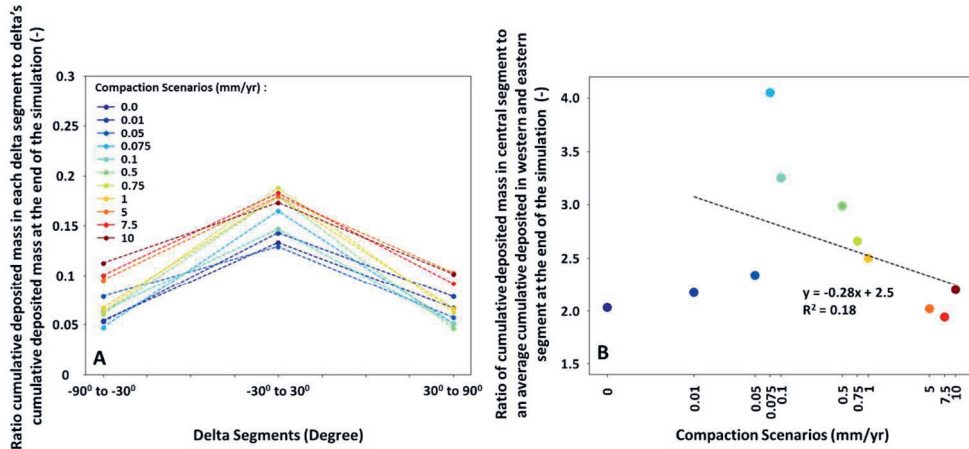 Ratio cumulative deposited mass in each delta segment to delta's
cumulative deposited mass at the end of the simulation (-)
0.3
0.25
0.2
0.15
0.1
0.05
0
Compaction Scenarios (mm/yr) :
0.0
0.01
0.05
0.075
0.1
0.5
0.75
1
5
7.5
10
A
-90⁰ to -30⁰
-30⁰ to 30⁰
30⁰ to 90⁰
Delta Segments (Degree)
Ratio of cumulative deposited mass in central segment to
an average cumulative deposited in western and eastern
segment at the end of the simulation (-)
4.0
3.5
3.0
2.5
2.0
1.5
y = -0.28x + 2.5
R² = 0.18
B
0
0.01
0.05
0.075
0.1
0.5
0.75
1
5
7.
10
Compaction Scenarios (mm/yr)